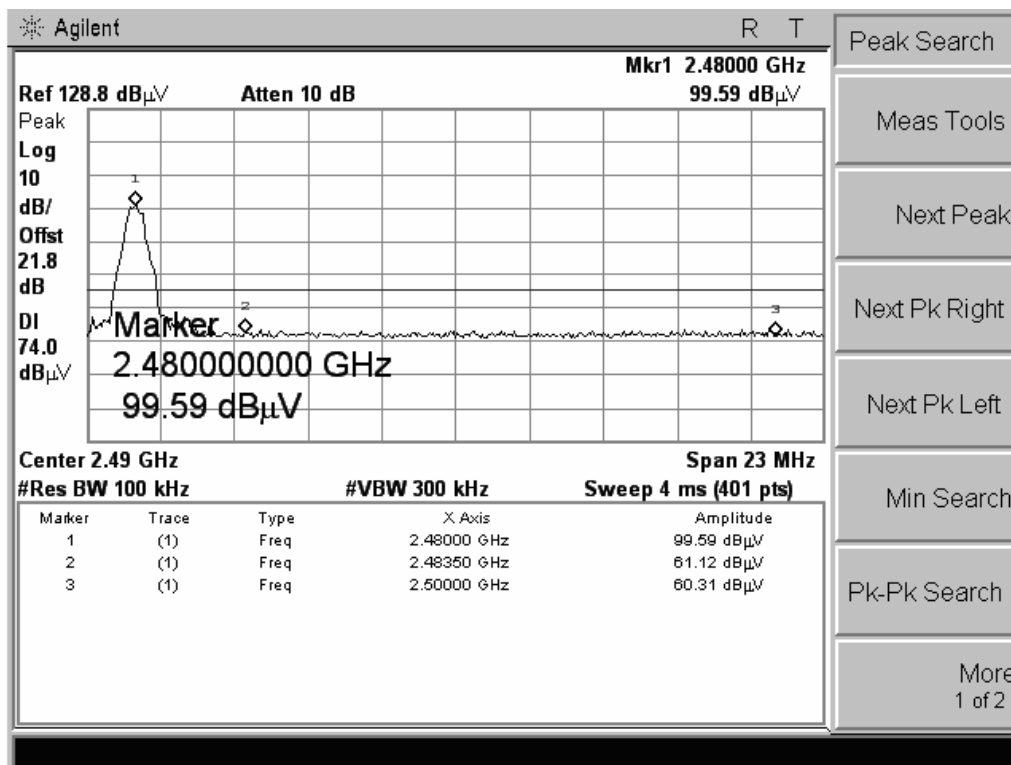 Agilent R T
Mkr1 2.48000 GHz
Ref 128.8 dBµV Atten 10 dB 99.59 dBµV
Peak
Log
10
dB/
Offst
21.8
dB
DI
74.0
dBµV
1
2
3
Marker
2.480000000 GHz
99.59 dBµV
Center 2.49 GHz Span 23 MHz
#Res BW 100 kHz #VBW 300 kHz Sweep 4 ms (401 pts)
Marker Trace Type X Axis Amplitude
1 (1) Freq 2.48000 GHz 99.59 dBµV
2 (1) Freq 2.48350 GHz 61.12 dBµV
3 (1) Freq 2.50000 GHz 60.31 dBµV
Peak Search
Meas Tools
Next Peak
Next Pk Right
Next Pk Left
Min Search
Pk-Pk Search
More
1 of 2